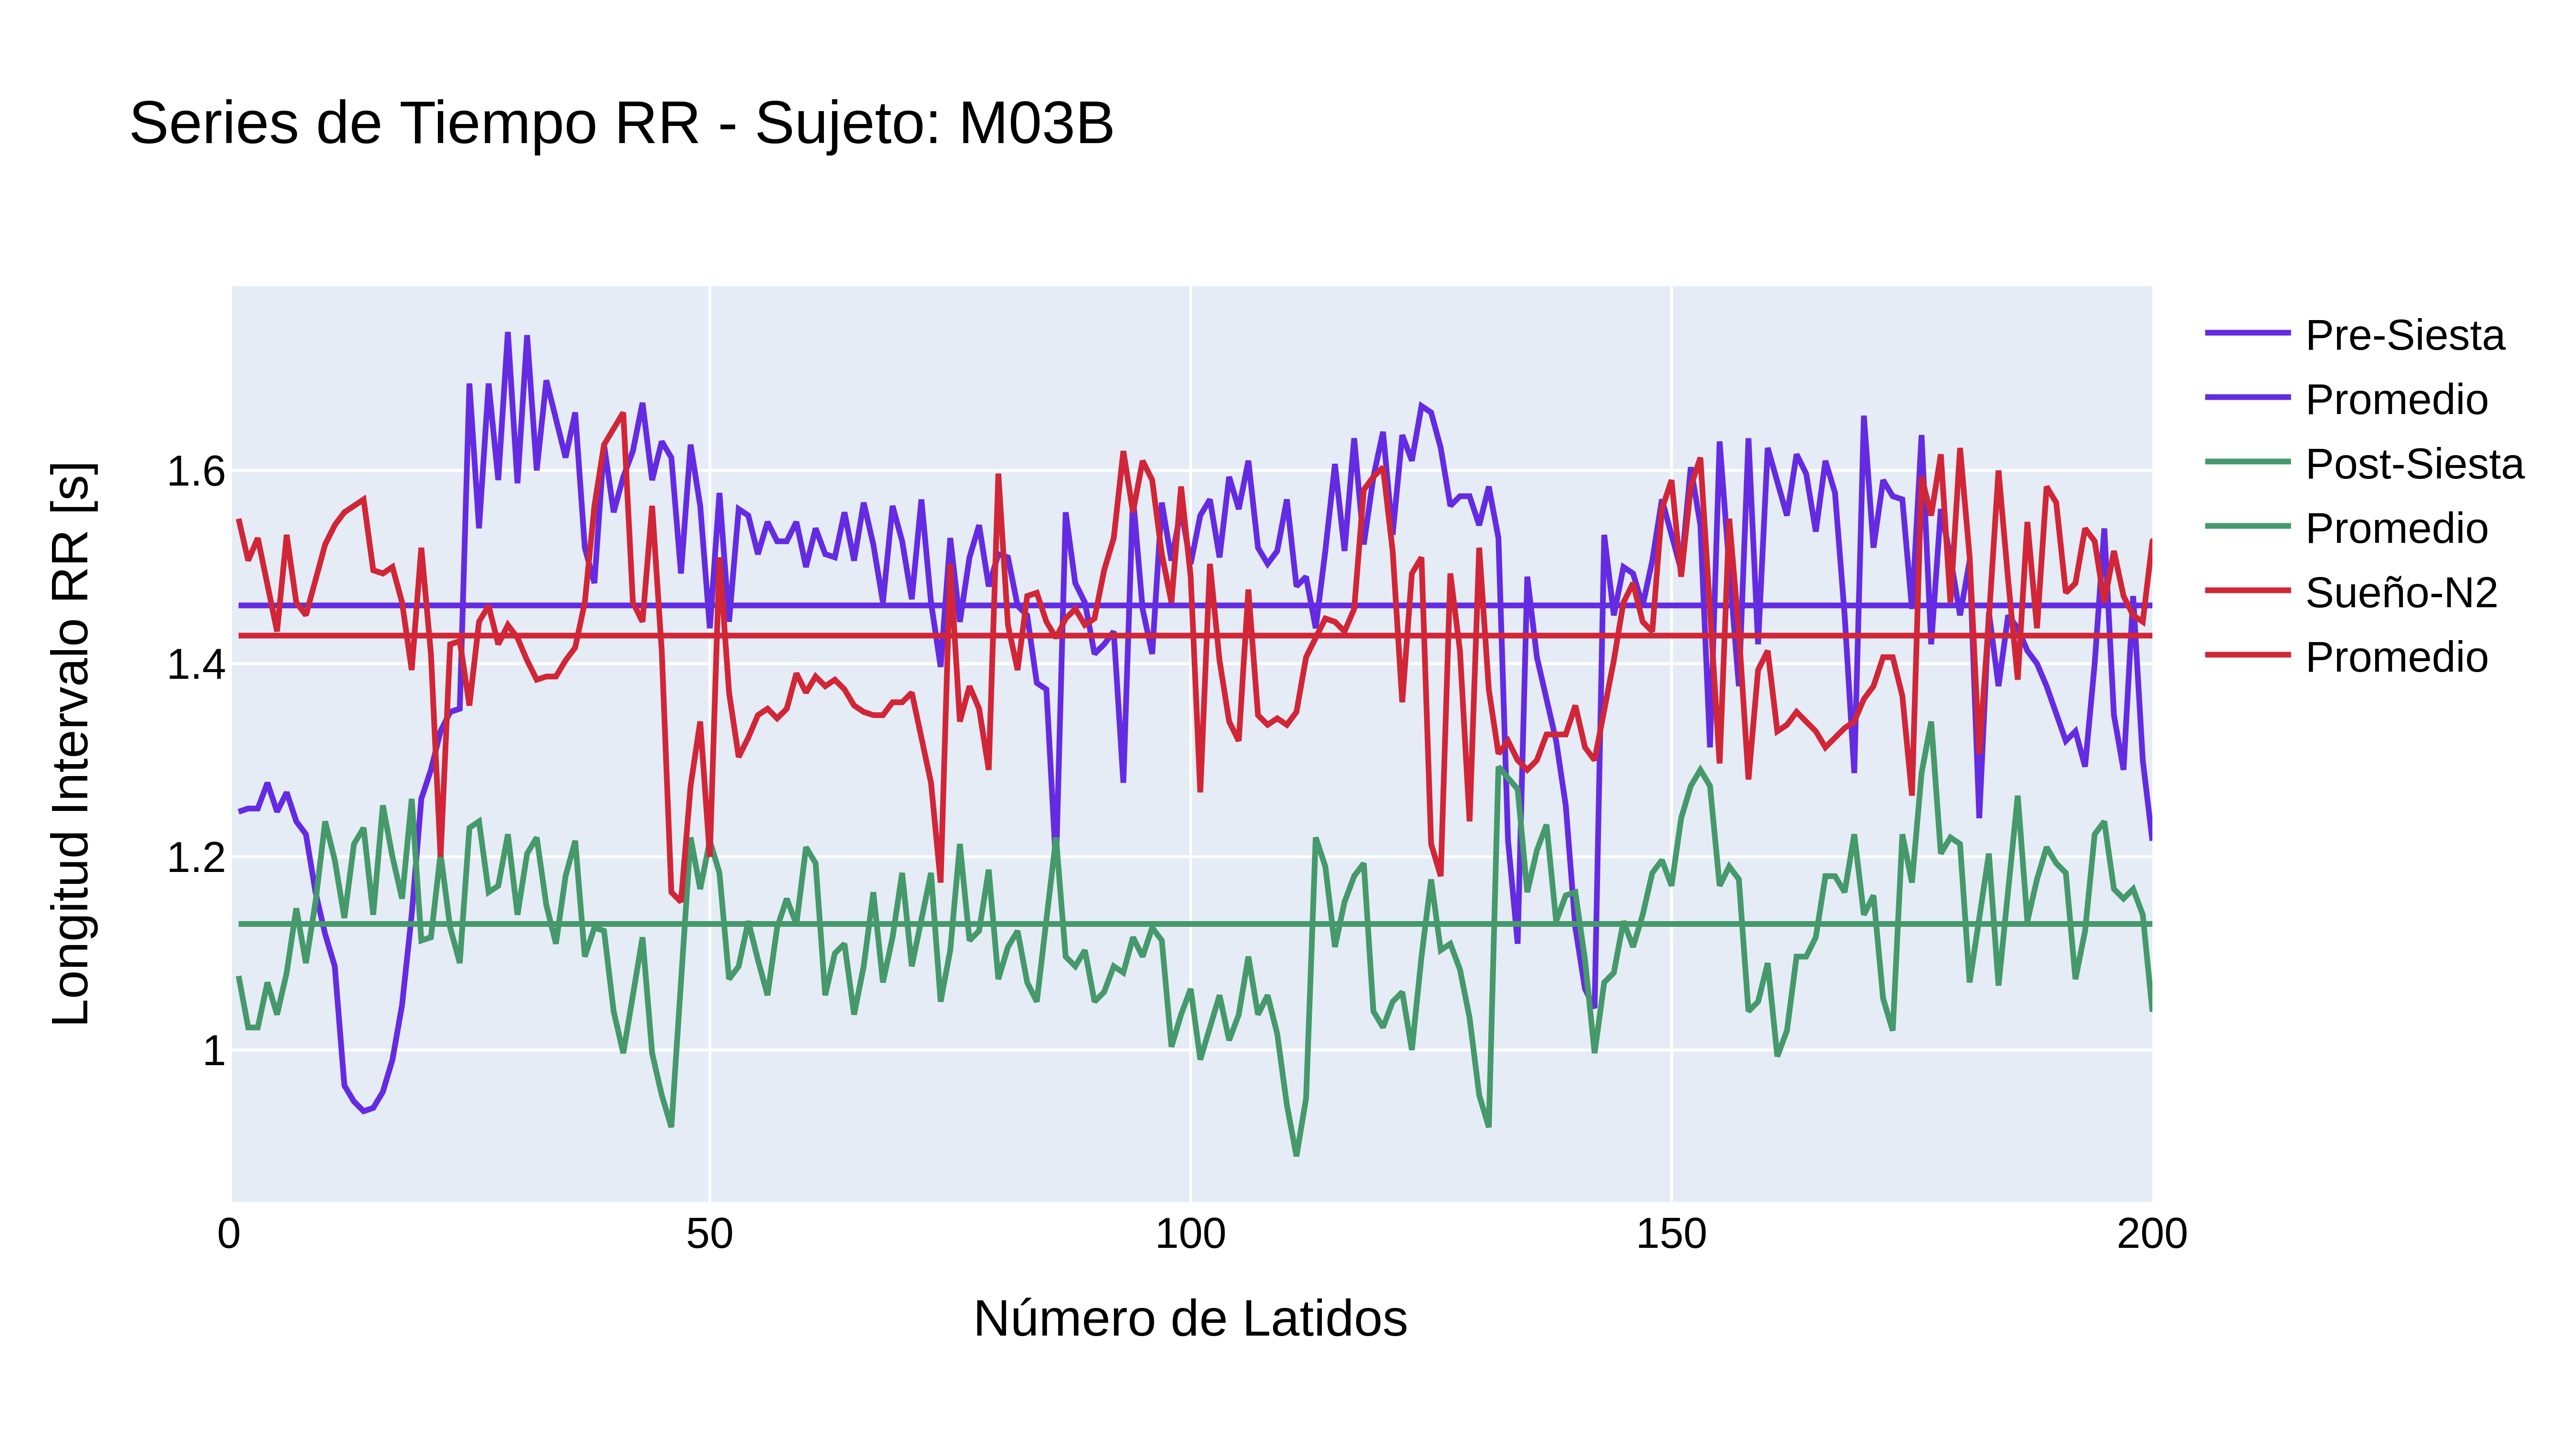 Series de Tiempo RR - Sujeto: M03B
Longitud Intervalo RR [s]
1.6
1.4
1.2
1
0
50
100
150
200
Número de Latidos
Pre-Siesta
Promedio
Post-Siesta
Promedio
Sueño-N2
Promedio